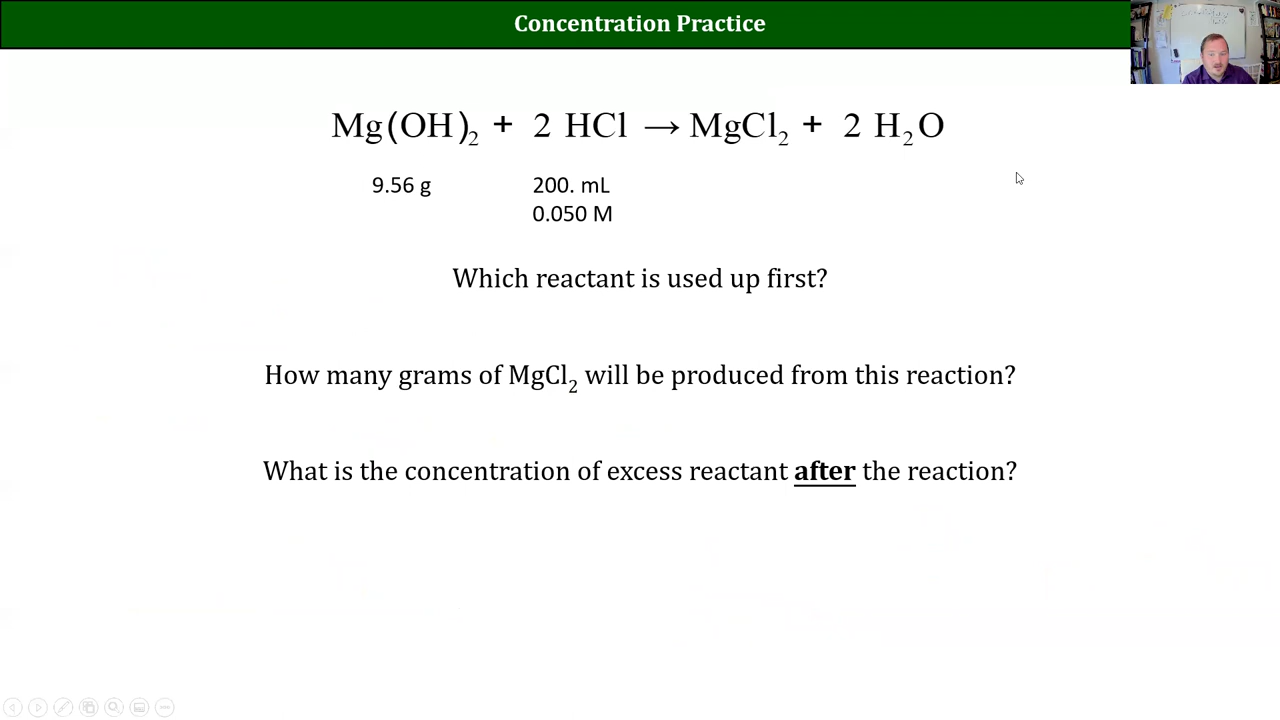 Concentration Practice
Mg(OH)₂ + 2 HCl → MgCl₂ + 2 H₂O
9.56 g 200. mL
0.050 M
Which reactant is used up first?
How many grams of MgCl₂ will be produced from this reaction?
What is the concentration of excess reactant after the reaction?